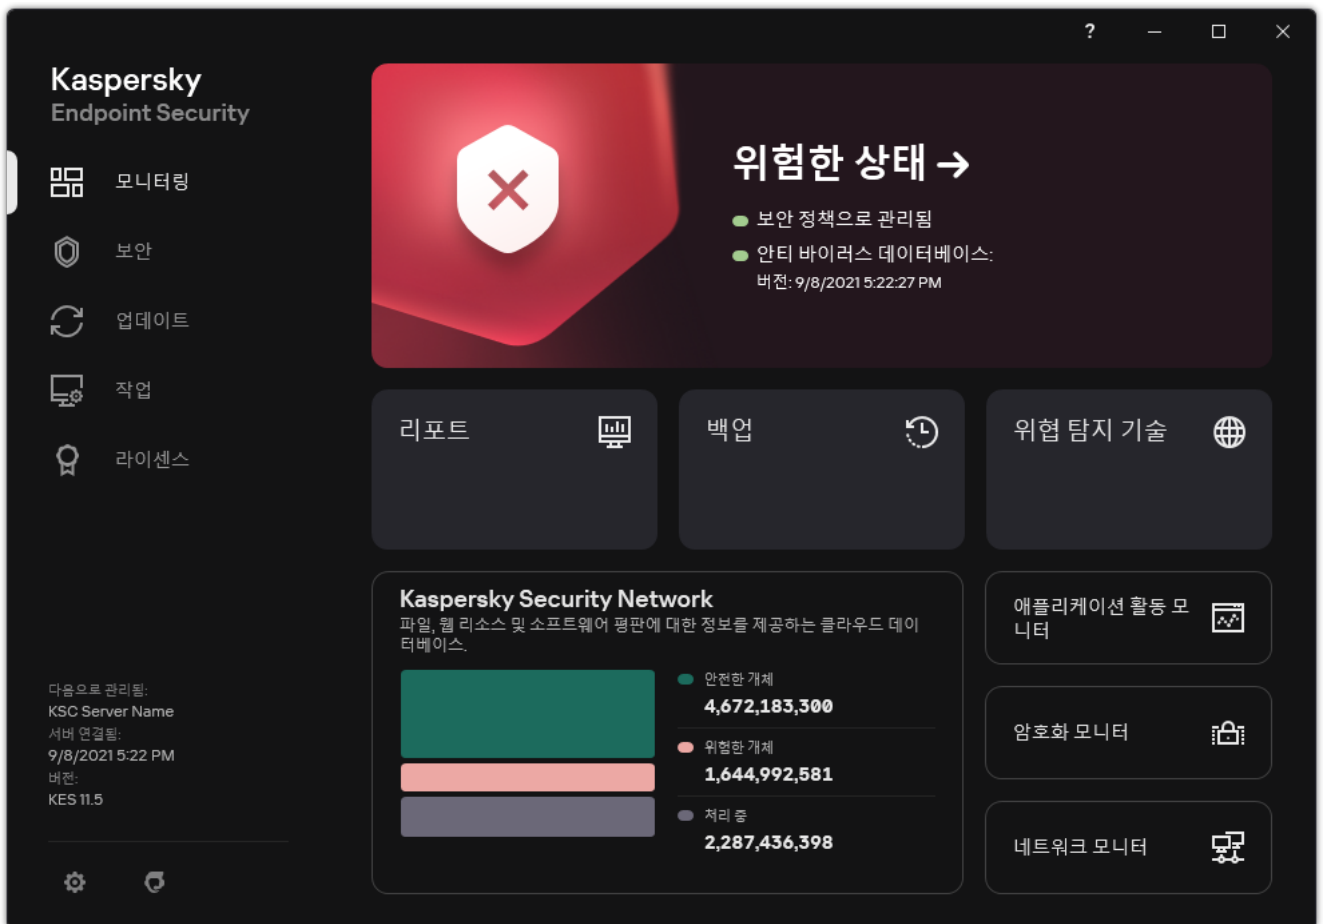 ?
Kaspersky
Endpoint Security
모니터링
보안
업데이트
작업
라이센스
다음으로 관리됨:
KSC Server Name
서버 연결됨:
9/8/2021 5:22 PM
버전:
KES 11.5
위험한 상태 →
보안 정책으로 관리됨
안티 바이러스 데이터베이스:
버전: 9/8/2021 5:22:27 PM
리포트
백업
위협 탐지 기술
Kaspersky Security Network
파일, 웹 리소스 및 소프트웨어 평판에 대한 정보를 제공하는 클라우드 데이
터베이스.
안전한 개체
4,672,183,300
위험한 개체
1,644,992,581
처리 중
2,287,436,398
애플리케이션 활동 모
니터
암호화 모니터
네트워크 모니터